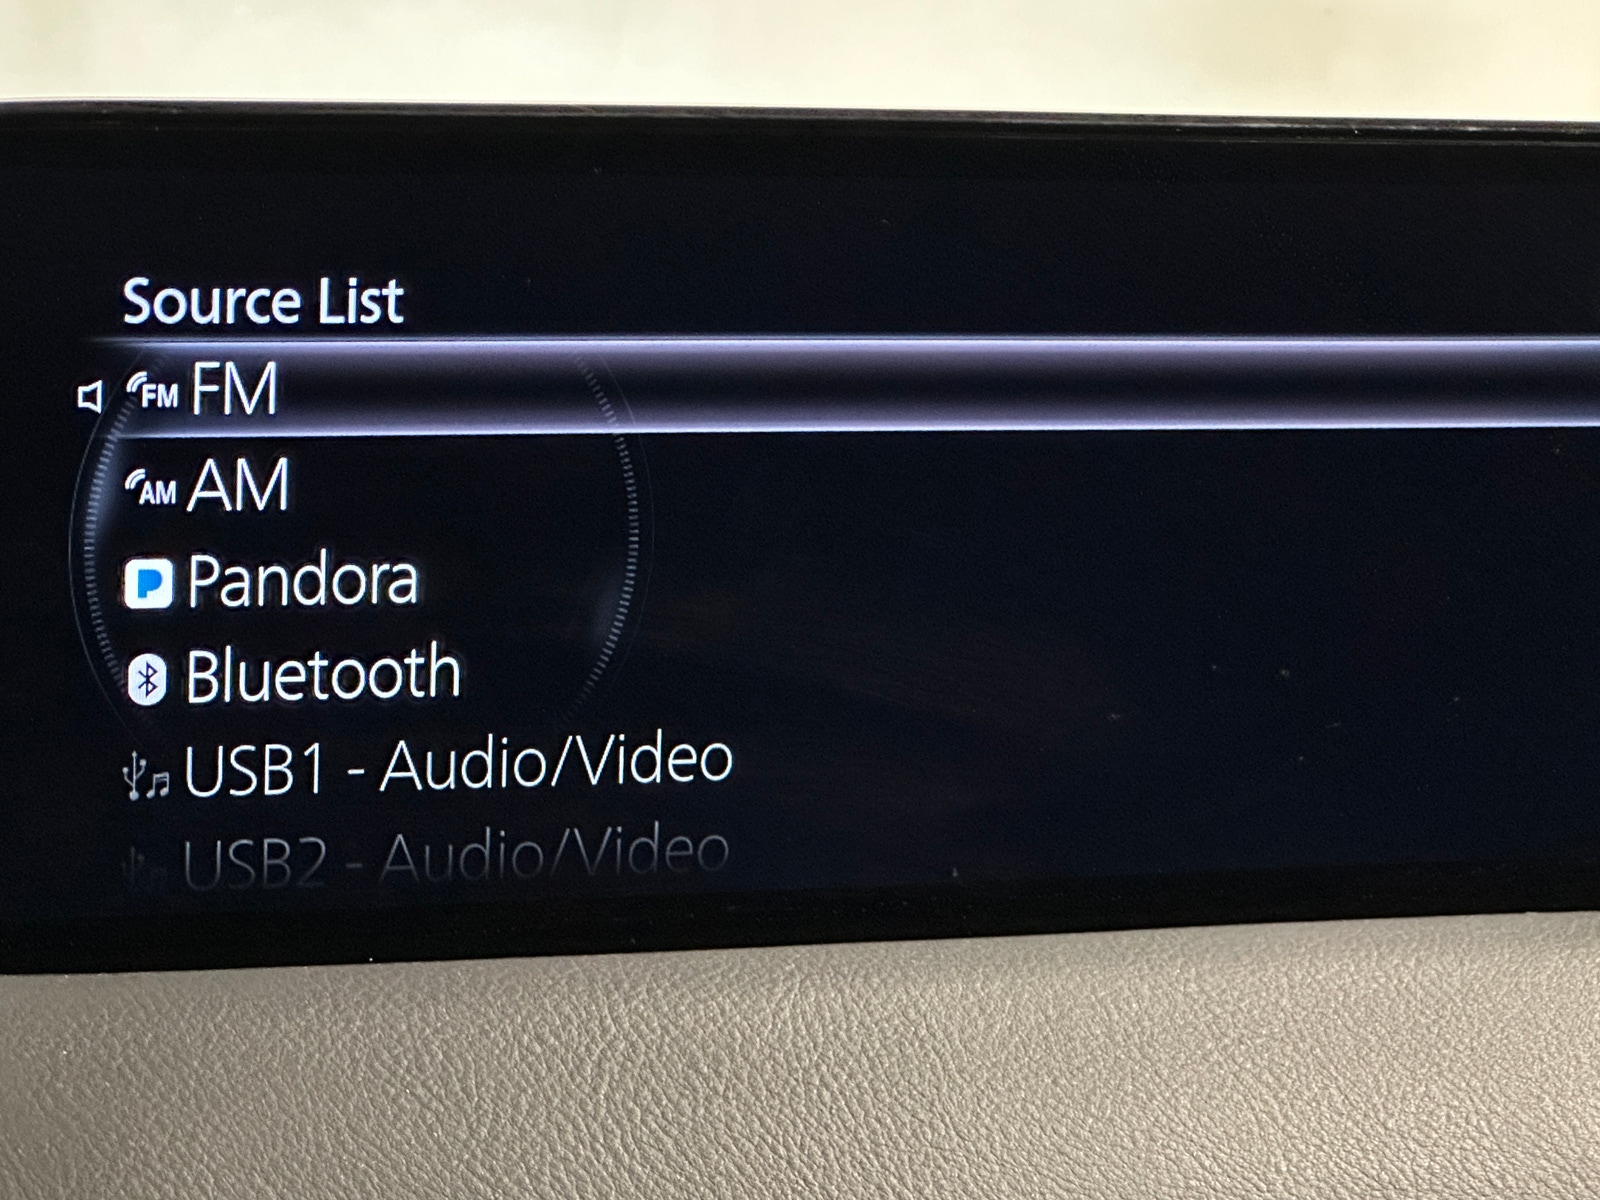 Source List
FM FM
AM AM
P Pandora
Bluetooth
USB1 - Audio/Video
USB2 - Audio/Video